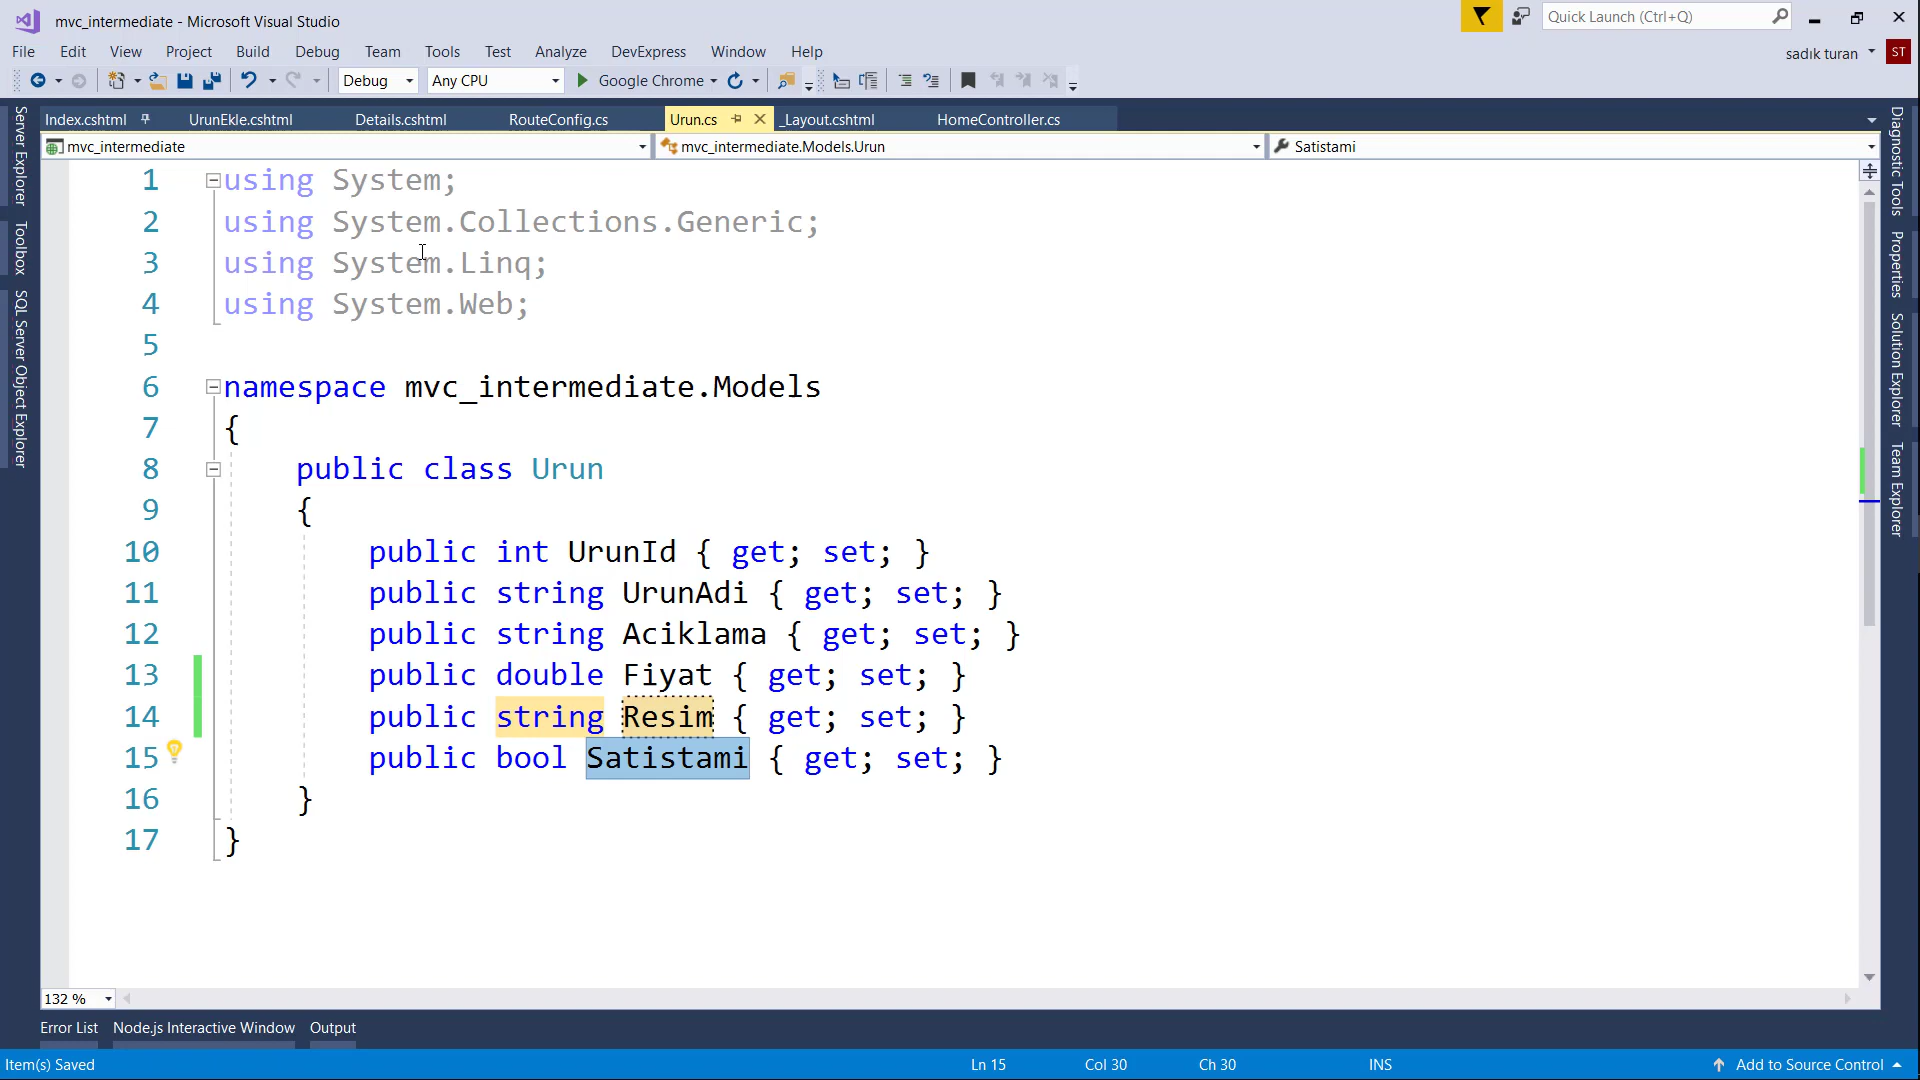 mvc_intermediate - Microsoft Visual Studio
Quick Launch (Ctrl+Q)
File Edit View Project Build Debug Team Tools Test Analyze DevExpress Window Help
sadık turan ST
Debug Any CPU Google Chrome
Index.cshtml UrunEkle.cshtml Details.cshtml RouteConfig.cs Urun.cs _Layout.cshtml HomeController.cs
mvc_intermediate mvc_intermediate.Models.Urun Satistami
Server Explorer
Toolbox
SQL Server Object Explorer
1 using System;
2 using System.Collections.Generic;
3 using System.Linq;
4 using System.Web;
5
6 namespace mvc_intermediate.Models
7 {
8 public class Urun
9 {
10 public int UrunId { get; set; }
11 public string UrunAdi { get; set; }
12 public string Aciklama { get; set; }
13 public double Fiyat { get; set; }
14 public string Resim { get; set; }
15 public bool Satistami { get; set; }
16 }
17 }
Diagnostic Tools
Properties
Solution Explorer
Team Explorer
132 %
Error List Node.js Interactive Window Output
Item(s) Saved Ln 15 Col 30 Ch 30 INS Add to Source Control